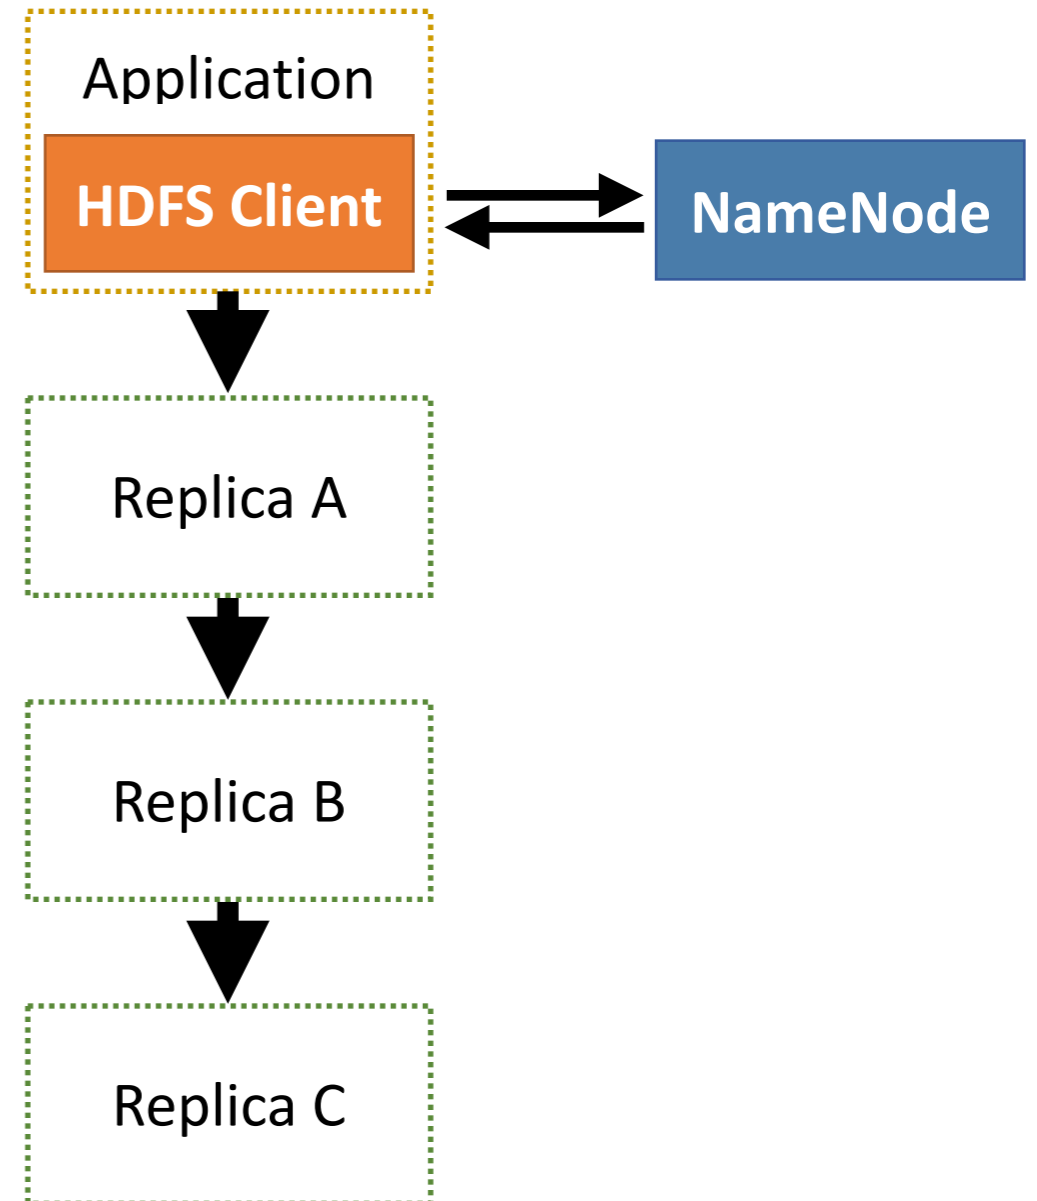 Application
HDFS Client
NameNode
Replica A
Replica B
Replica C